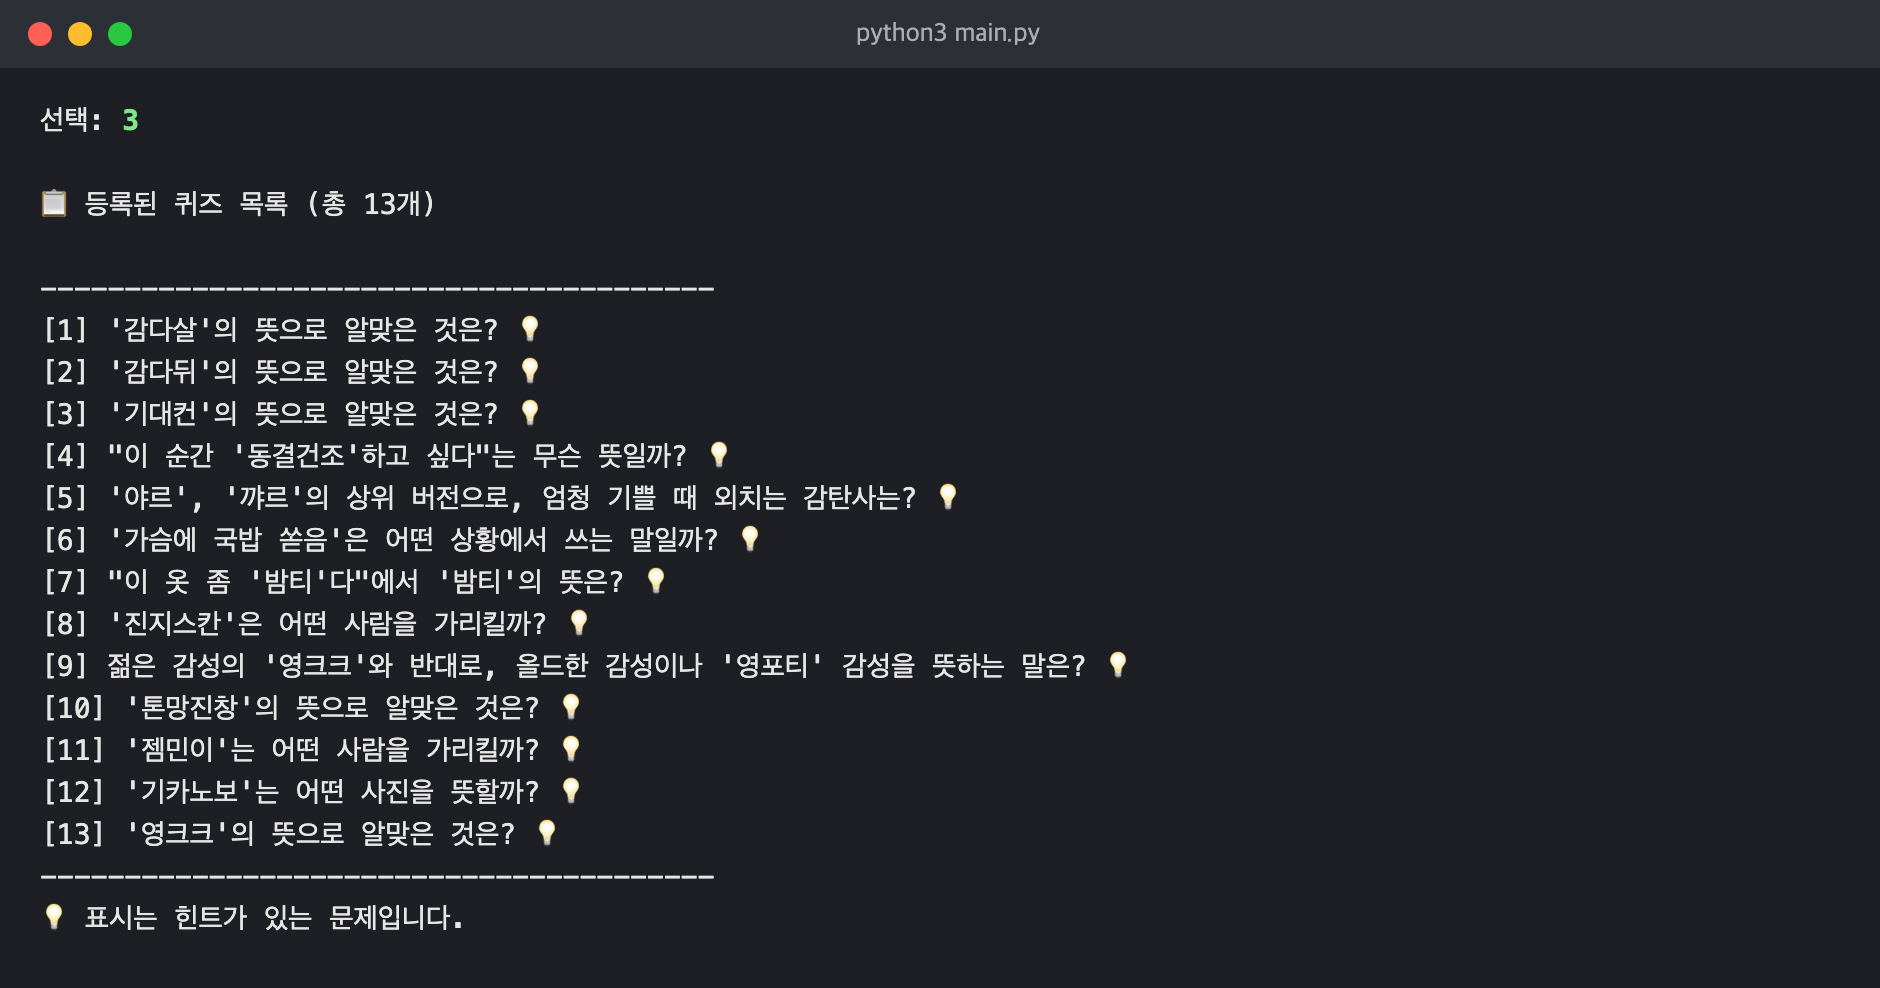 python3 main.py
선택: 3
📋 등록된 퀴즈 목록 (총 13개)
----------------------------------------
[1] '감다살'의 뜻으로 알맞은 것은? 💡
[2] '감다뒤'의 뜻으로 알맞은 것은? 💡
[3] '기대컨'의 뜻으로 알맞은 것은? 💡
[4] "이 순간 '동결건조'하고 싶다"는 무슨 뜻일까? 💡
[5] '야르', '꺄르'의 상위 버전으로, 엄청 기쁠 때 외치는 감탄사는? 💡
[6] '가슴에 국밥 쏟음'은 어떤 상황에서 쓰는 말일까? 💡
[7] "이 옷 좀 '밤티'다"에서 '밤티'의 뜻은? 💡
[8] '진지스칸'은 어떤 사람을 가리킬까? 💡
[9] 젊은 감성의 '영크크'와 반대로, 올드한 감성이나 '영포티' 감성을 뜻하는 말은? 💡
[10] '톤망진창'의 뜻으로 알맞은 것은? 💡
[11] '젬민이'는 어떤 사람을 가리킬까? 💡
[12] '기카노보'는 어떤 사진을 뜻할까? 💡
[13] '영크크'의 뜻으로 알맞은 것은? 💡
----------------------------------------
💡 표시는 힌트가 있는 문제입니다.